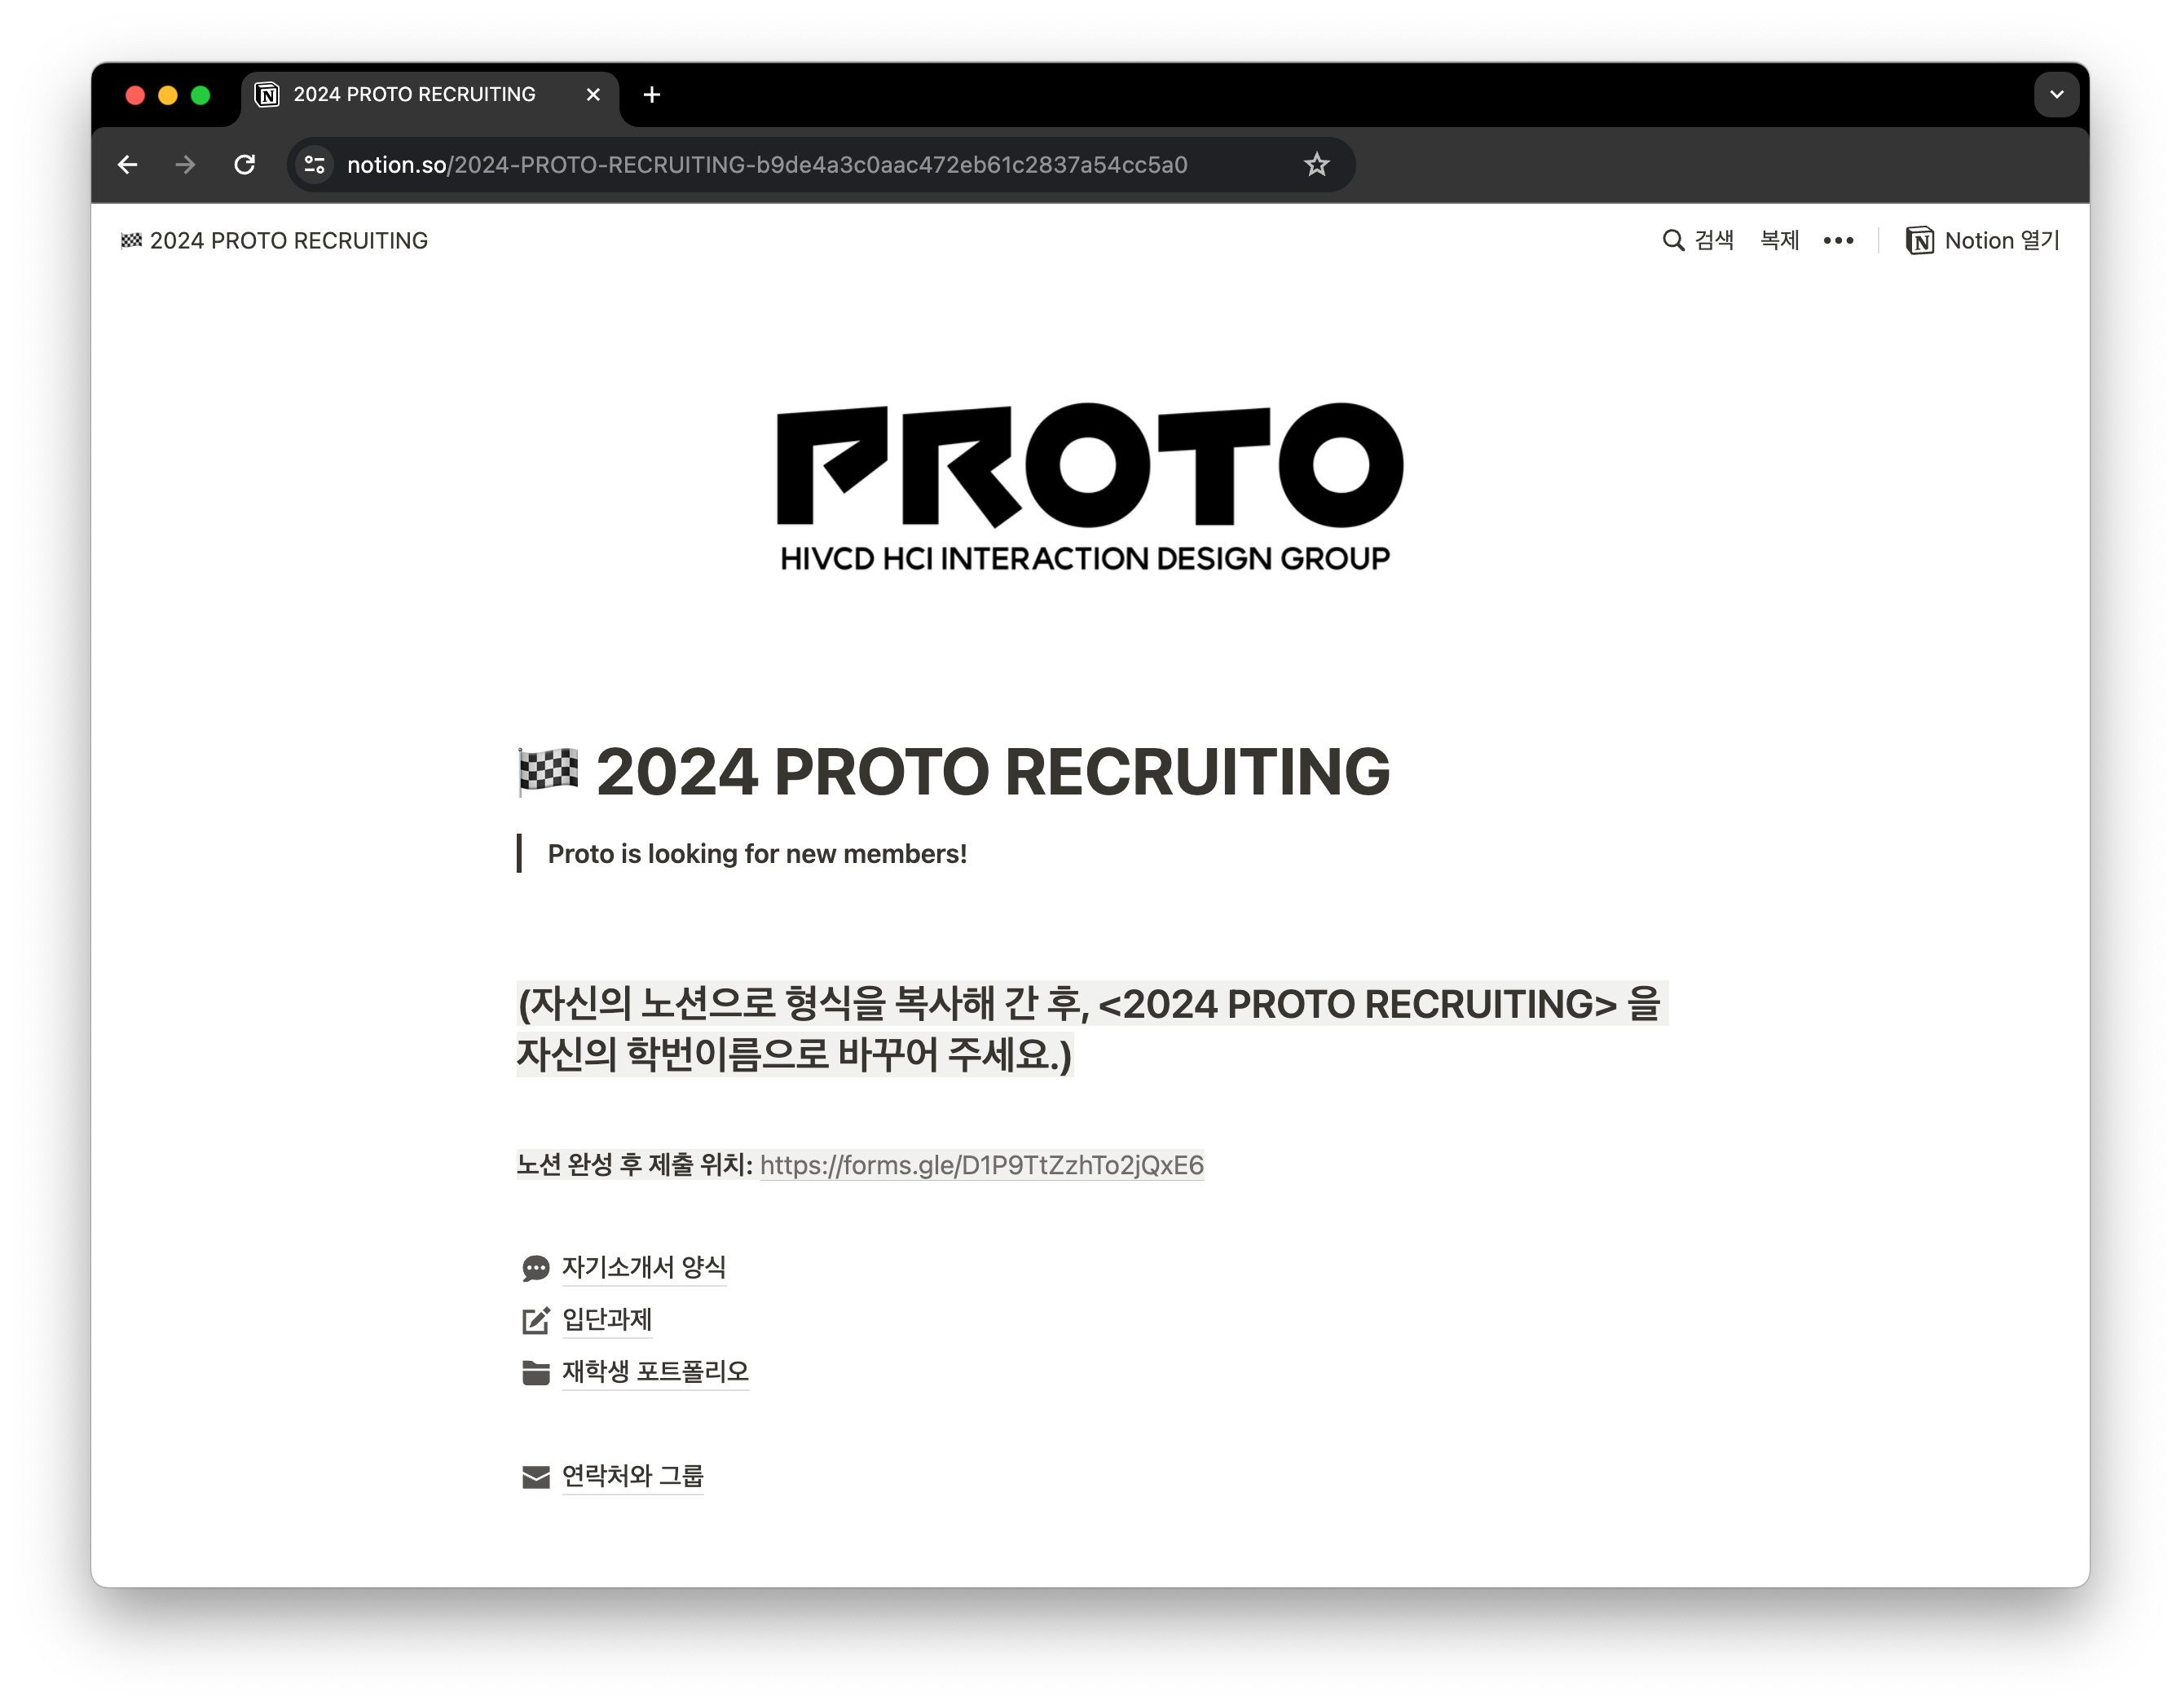 2024 PROTO RECRUITING
notion.so/2024-PROTO-RECRUITING-b9de4a3c0aac472eb61c2837a54cc5a0
2024 PROTO RECRUITING
검색 복제 ••• Notion 열기
PROTO
HIVCD HCI INTERACTION DESIGN GROUP
2024 PROTO RECRUITING
Proto is looking for new members!
(자신의 노션으로 형식을 복사해 간 후, <2024 PROTO RECRUITING> 을
자신의 학번이름으로 바꾸어 주세요.)
노션 완성 후 제출 위치: https://forms.gle/D1P9TtZzhTo2jQxE6
자기소개서 양식
입단과제
재학생 포트폴리오
연락처와 그룹